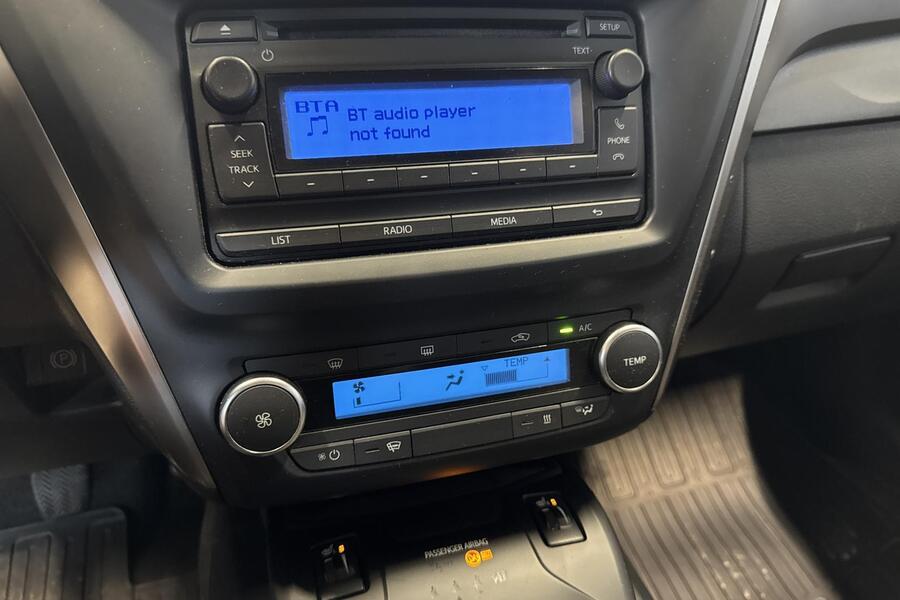 SETUP
TEXT
BTA BT audio player
not found
SEEK
TRACK
PHONE
LIST
RADIO
MEDIA
A/C
TEMP
TEMP
P
PASSENGER AIRBAG